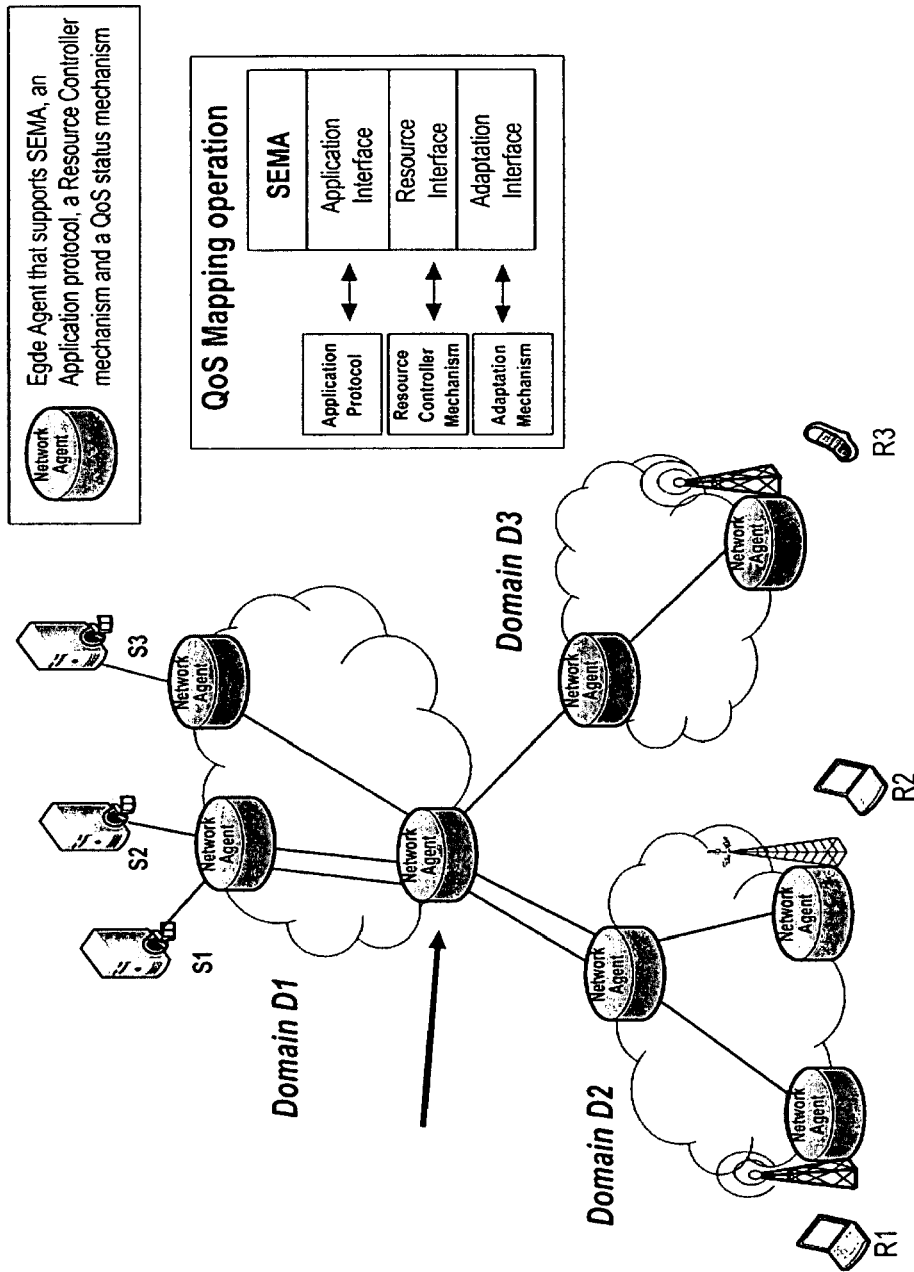 Network
Agent
Egde Agent that supports SEMA, an
Application protocol, a Resource Controller
mechanism and a QoS status mechanism
QoS Mapping operation
Application
Protocol
Resource
Controller
Mechanism
Adaptation
Mechanism
SEMA
Application
Interface
Resource
Interface
Adaptation
Interface
S1
S2
S3
Domain D1
Network
Agent
Network
Agent
Network
Agent
Domain D2
Network
Agent
Network
Agent
Network
Agent
Domain D3
Network
Agent
Network
Agent
R1
R2
R3